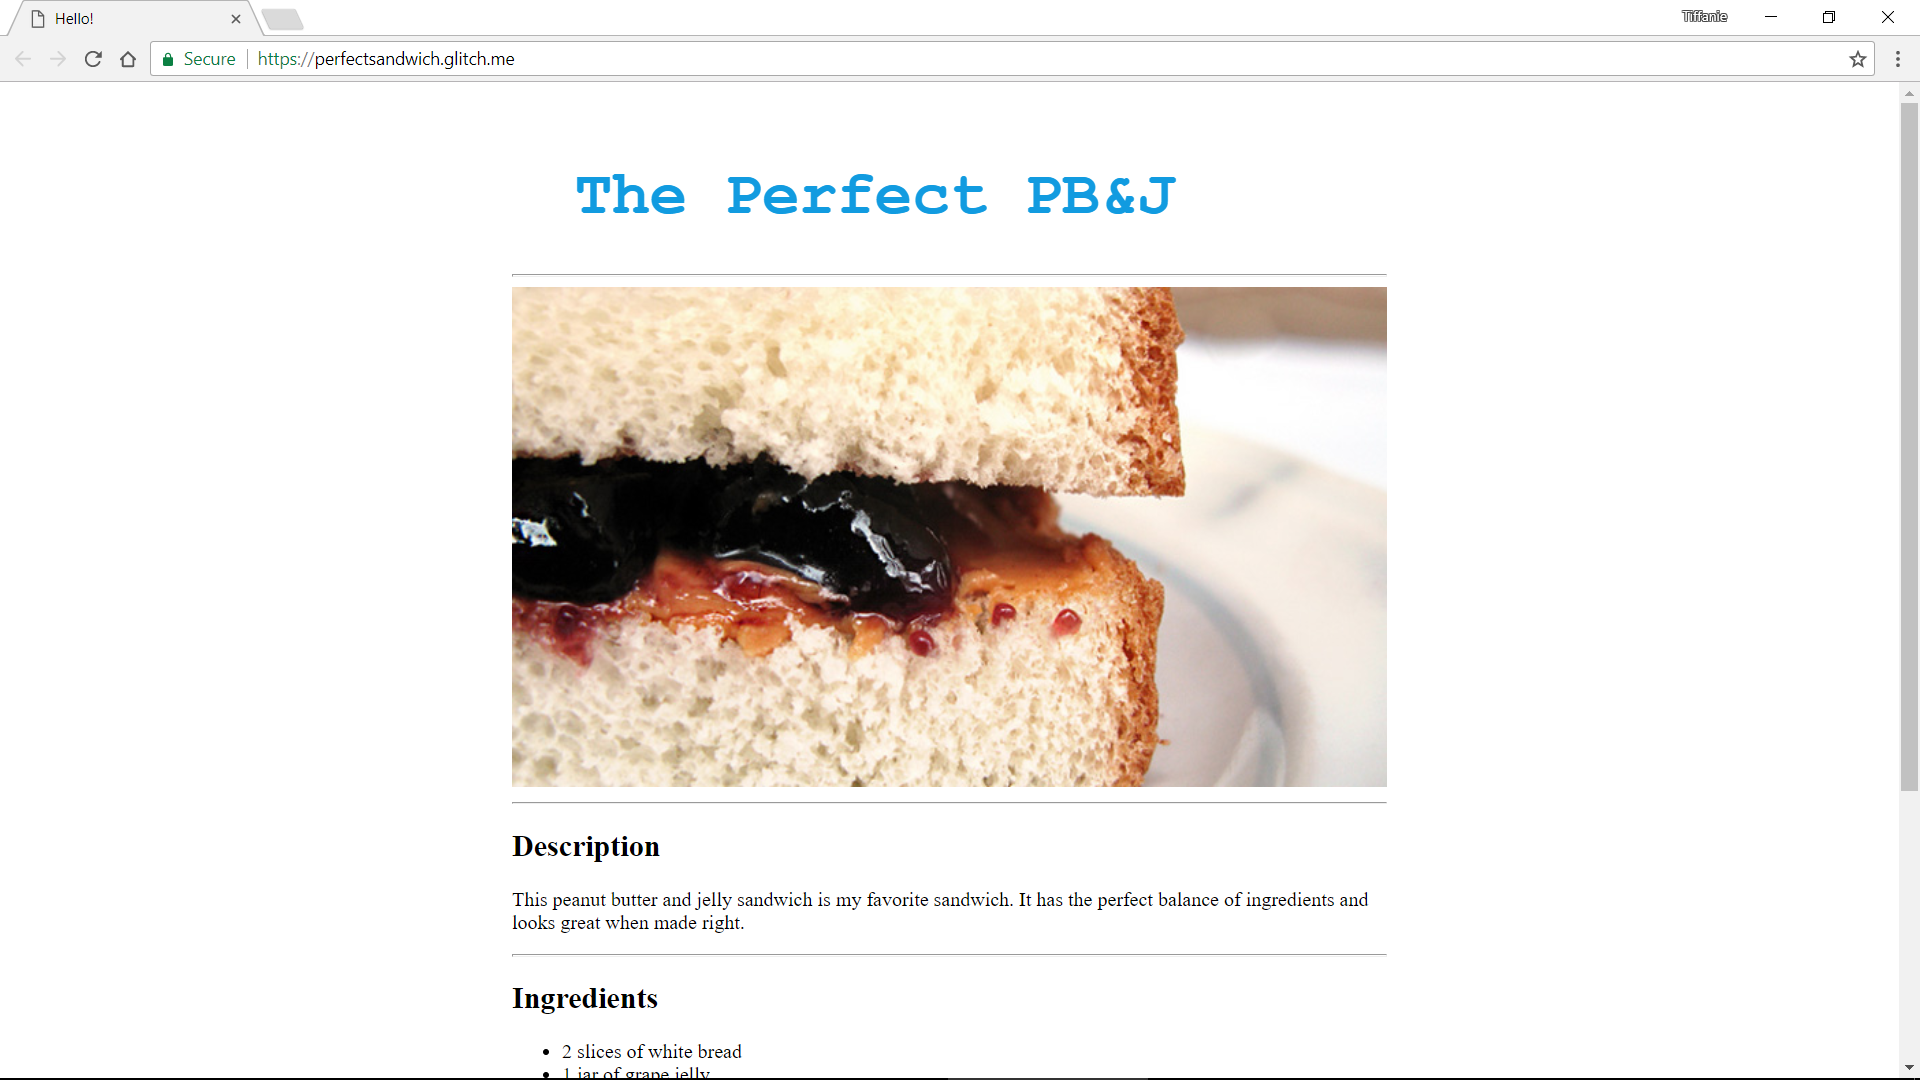 Hello!
Tiffanie
Secure
https://perfectsandwich.glitch.me
The Perfect PB&J
Description
This peanut butter and jelly sandwich is my favorite sandwich. It has the perfect balance of ingredients and
looks great when made right.
Ingredients
2 slices of white bread
1 jar of grape jelly